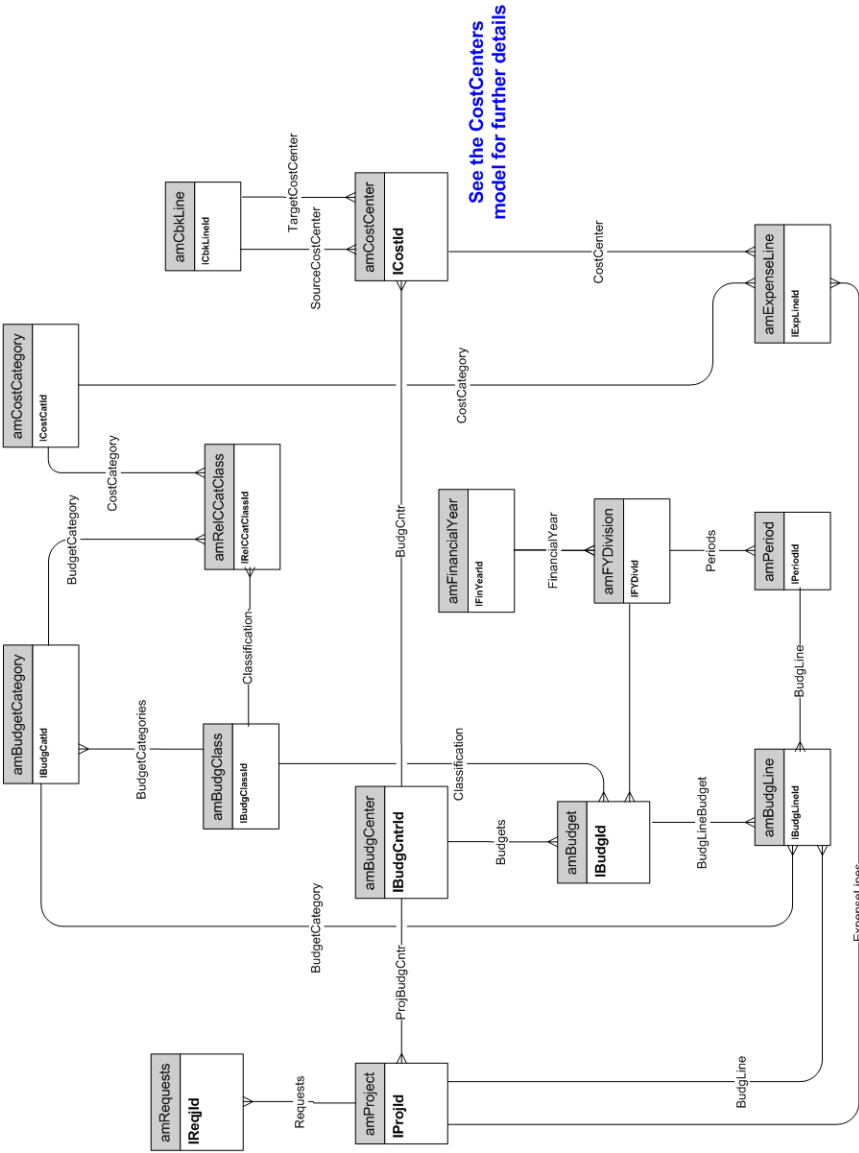 amCbkLine
lCbkLineId
SourceCostCenter
TargetCostCenter
amCostCenter
lCostId
See the CostCenters
model for further details
CostCenter
amExpenseLine
lExpLineId
amCostCategory
lCostCatId
CostCategory
CostCategory
BudgetCategory
amRelCCatClass
lRelCCatClassId
BudgCntr
amFinancialYear
lFinYearId
FinancialYear
amFYDivision
lFYDivId
Periods
amPeriod
lPeriodId
amBudgetCategory
lBudgCatId
BudgetCategories
Classification
amBudgClass
lBudgClassId
Classification
BudgLine
amBudgCenter
lBudgCntrId
Budgets
amBudget
lBudgId
BudgLineBudget
amBudgLine
lBudgLineId
BudgetCategory
ProjBudgCntr
ExpenseLines
amRequests
lReqjId
Requests
amProject
lProjId
BudgLine